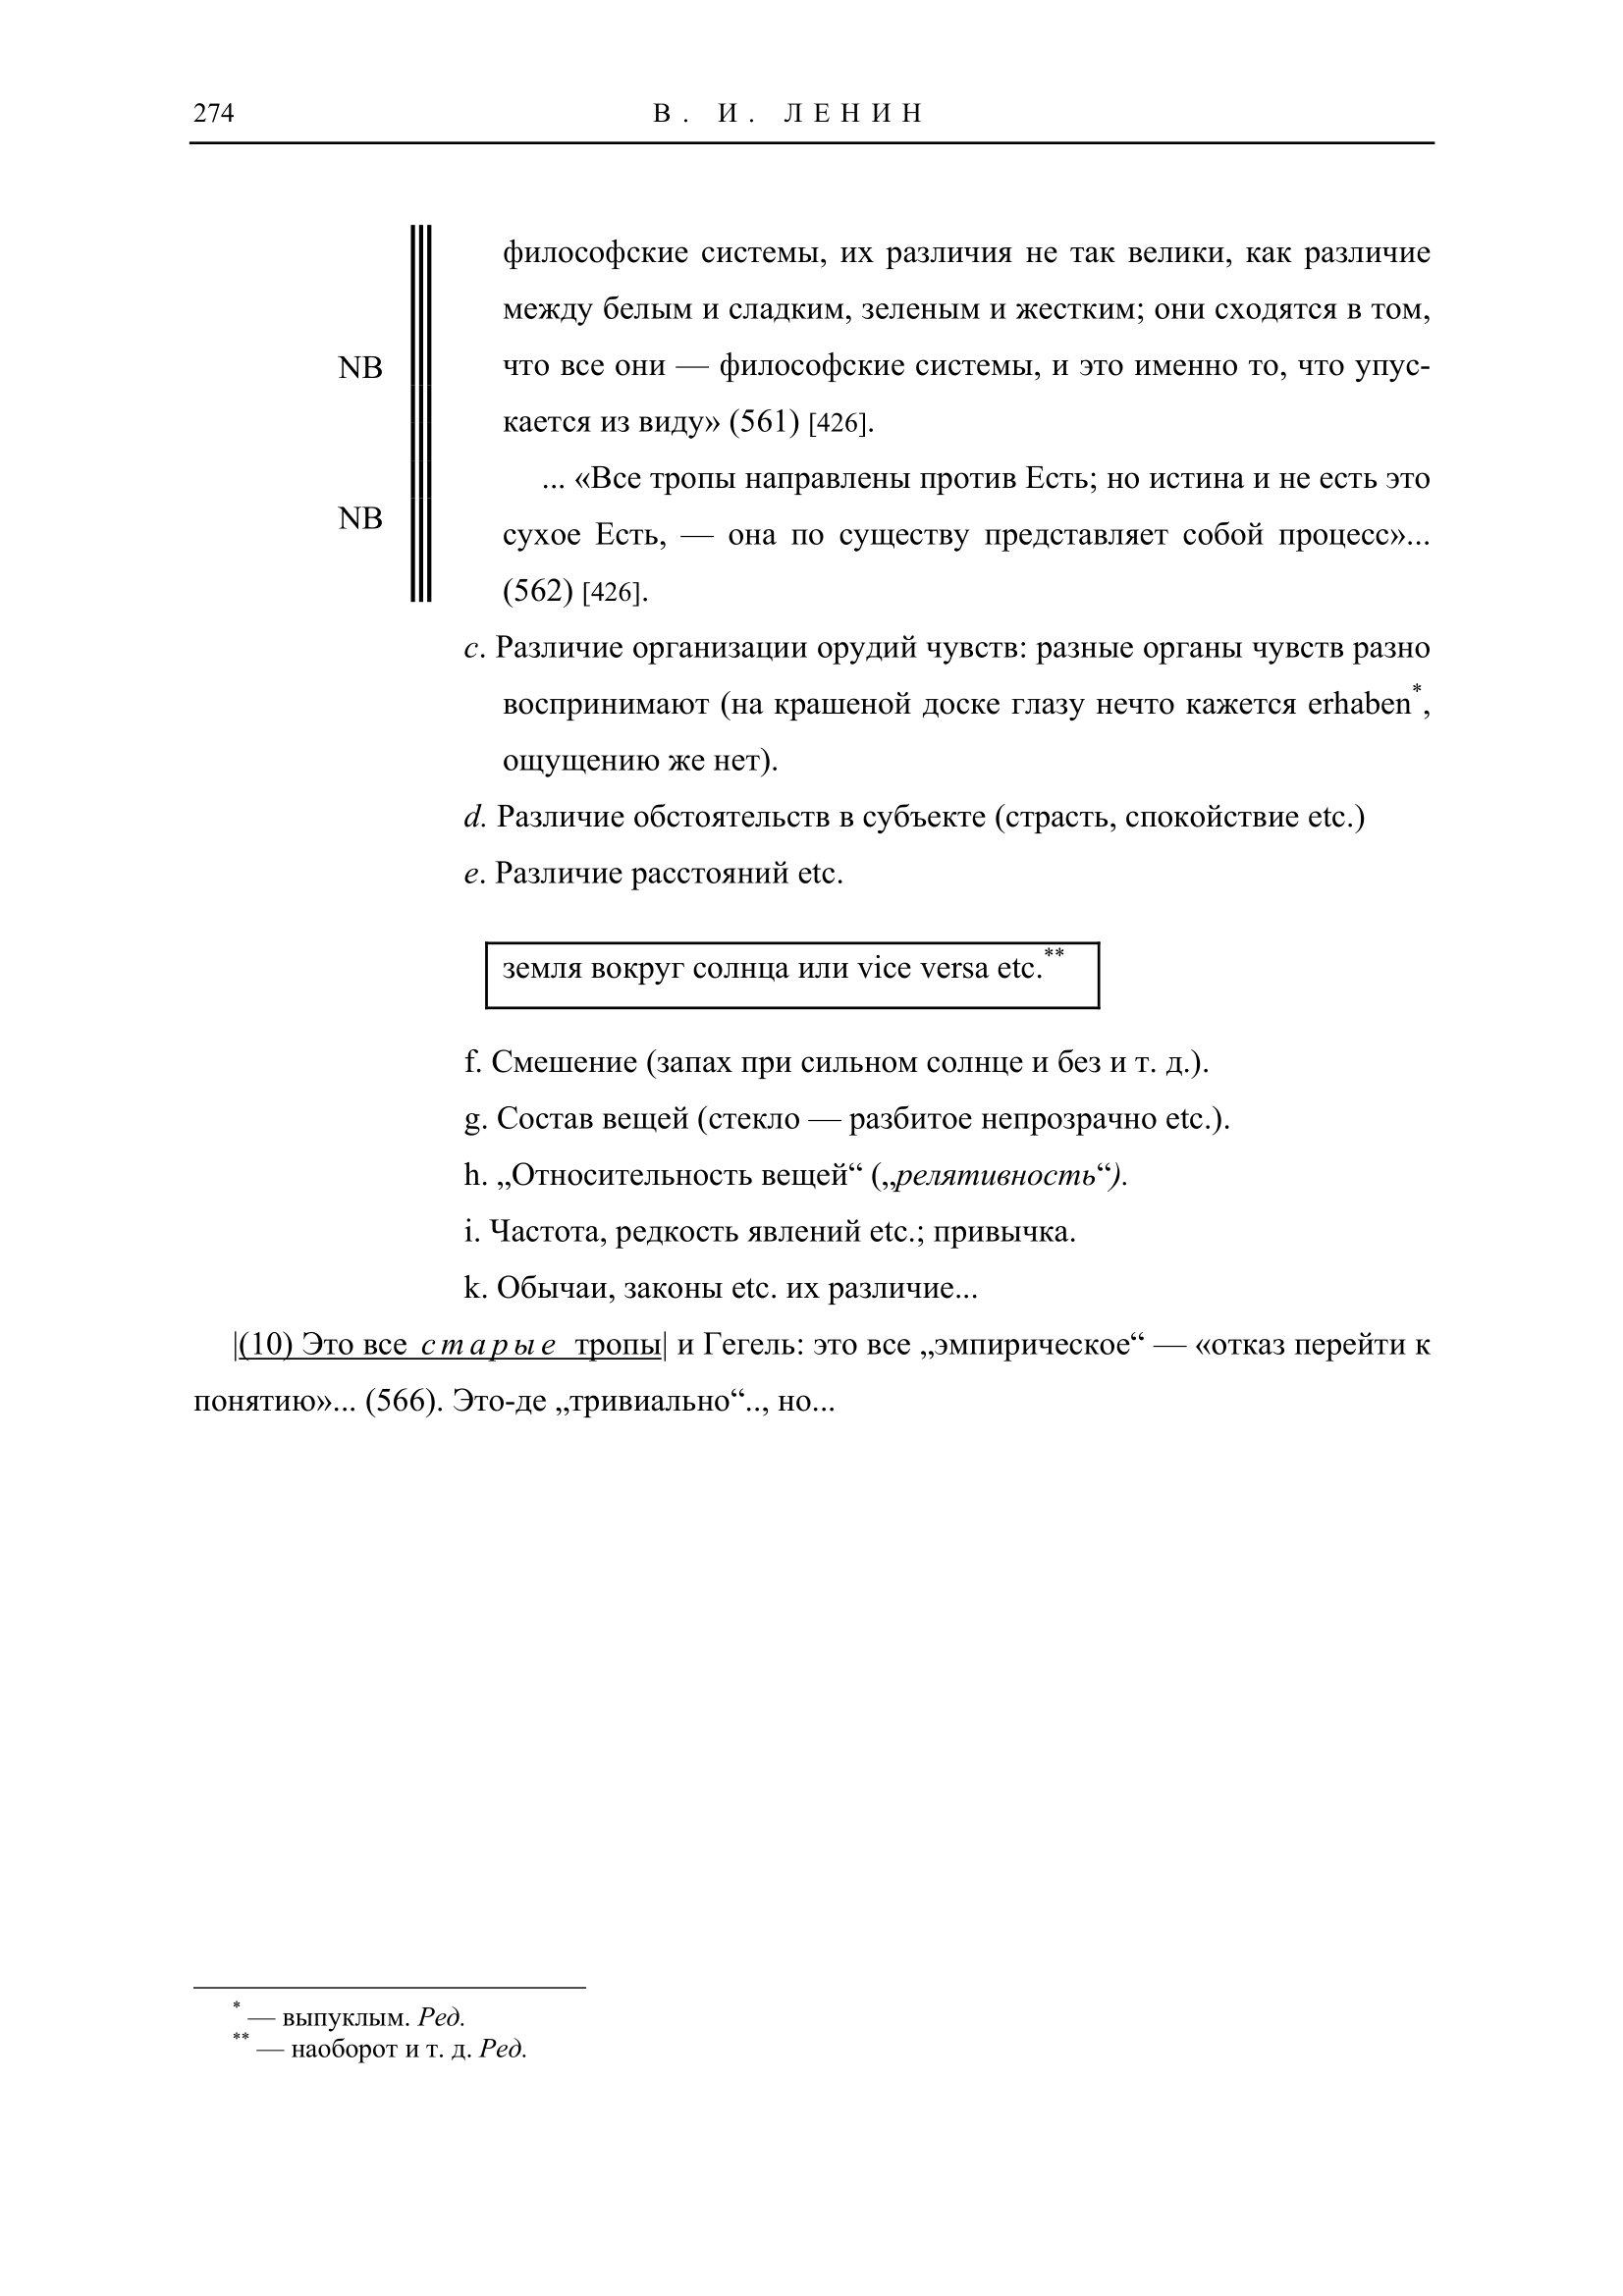 274
В. И. ЛЕНИН
философские системы, их различия не так велики, как различие
между белым и сладким, зеленым и жестким; они сходятся в том,
NB
что все они — философские системы, и это именно то, что упус-
кается из виду» (561) [426].
... «Все тропы направлены против Есть; но истина и не есть это
NB
сухое Есть, — она по существу представляет собой процесс»...
(562) [426].
c. Различие организации орудий чувств: разные органы чувств разно
воспринимают (на крашеной доске глазу нечто кажется erhaben*,
ощущению же нет).
d. Различие обстоятельств в субъекте (страсть, спокойствие etc.)
e. Различие расстояний etc.
земля вокруг солнца или vice versa etc.**
f. Смешение (запах при сильном солнце и без и т. д.).
g. Состав вещей (стекло — разбитое непрозрачно etc.).
h. „Относительность вещей“ („релятивность“).
i. Частота, редкость явлений etc.; привычка.
k. Обычаи, законы etc. их различие...
|(10) Это все старые тропы| и Гегель: это все „эмпирическое“ — «отказ перейти к
понятию»... (566). Это-де „тривиально“.., но...
* — выпуклым. Ред.
** — наоборот и т. д. Ред.